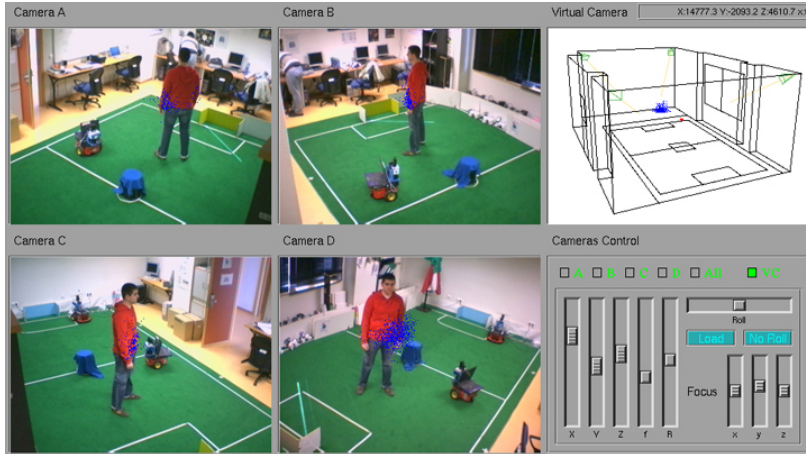 Camera A
Camera B
Virtual Camera
X:14777.3 Y:-2093.2 Z:4610.7
Camera C
Camera D
Cameras Control
A B C D All VC
Roll
Load No Roll
Focus
X Y Z f R x y z